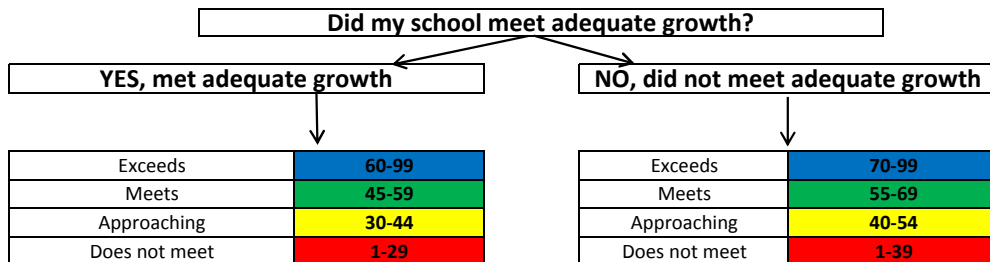 Did my school meet adequate growth?
YES, met adequate growth
NO, did not meet adequate growth
Exceeds 60-99
Meets 45-59
Approaching 30-44
Does not meet 1-29
Exceeds 70-99
Meets 55-69
Approaching 40-54
Does not meet 1-39